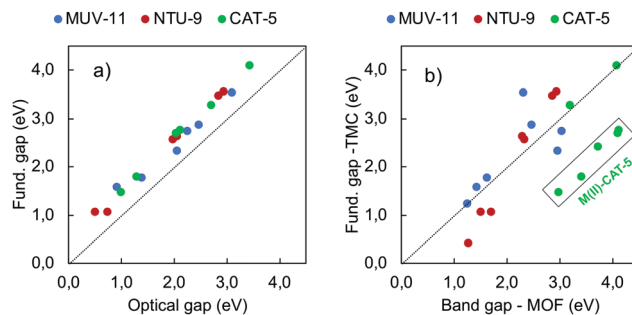 MUV-11 NTU-9 CAT-5
a)
Fund. gap (eV)
4,0
3,0
2,0
1,0
0,0
0,0 1,0 2,0 3,0 4,0
Optical gap (eV)
MUV-11 NTU-9 CAT-5
b)
Fund. gap -TMC (eV)
4,0
3,0
2,0
1,0
0,0
M(II)-CAT-5
0,0 1,0 2,0 3,0 4,0
Band gap - MOF (eV)